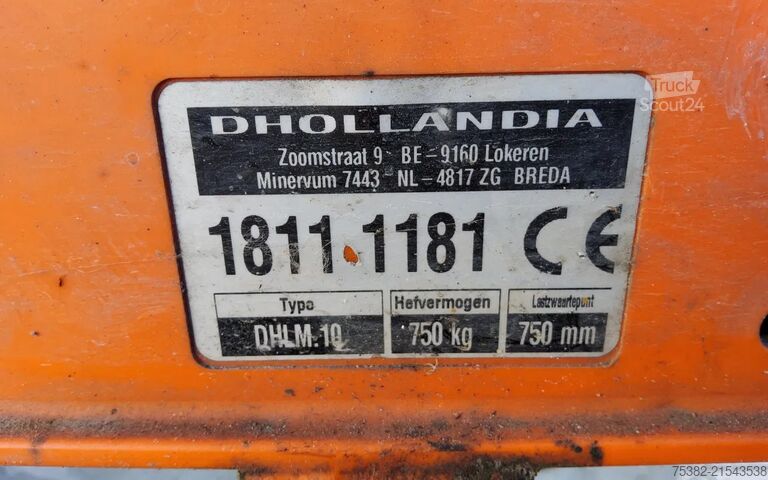 Truck
Scout24
DHOLLANDIA
Zoomstraat 9 BE-9160 Lokeren
Minervum 7443 NL-4817 ZG BREDA
1811 1181 CE
Type Hefvermogen Lastzwaartepunt
DHLM.10 750 kg 750 mm
75382-21543538